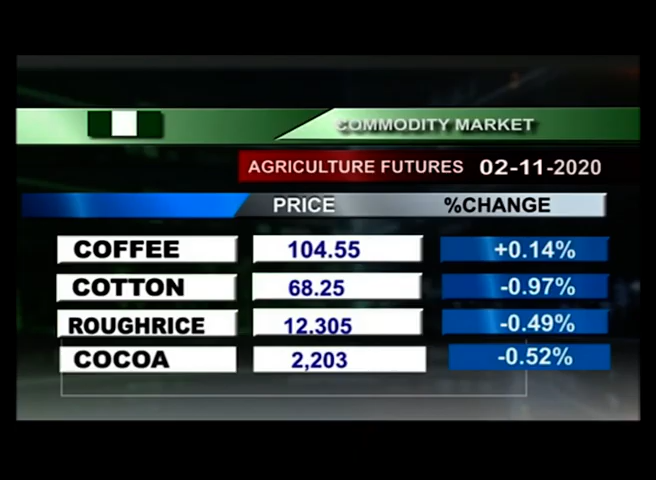 COMMODITY MARKET
AGRICULTURE FUTURES 02-11-2020
PRICE %CHANGE
COFFEE 104.55 +0.14%
COTTON 68.25 -0.97%
ROUGHRICE 12.305 -0.49%
COCOA 2,203 -0.52%